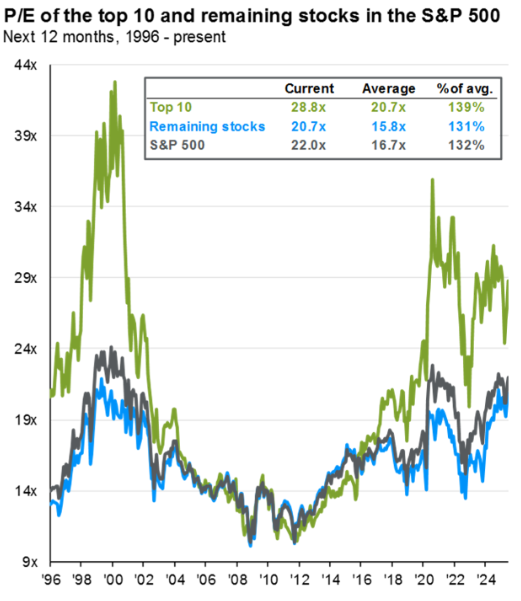 P/E of the top 10 and remaining stocks in the S&P 500
Next 12 months, 1996 - present
44x
Current Average % of avg.
Top 10 28.8x 20.7x 139%
Remaining stocks 20.7x 15.8x 131%
S&P 500 22.0x 16.7x 132%
39x
34x
29x
24x
19x
14x
9x
'96 '98 '00 '02 '04 '06 '08 '10 '12 '14 '16 '18 '20 '22 '24